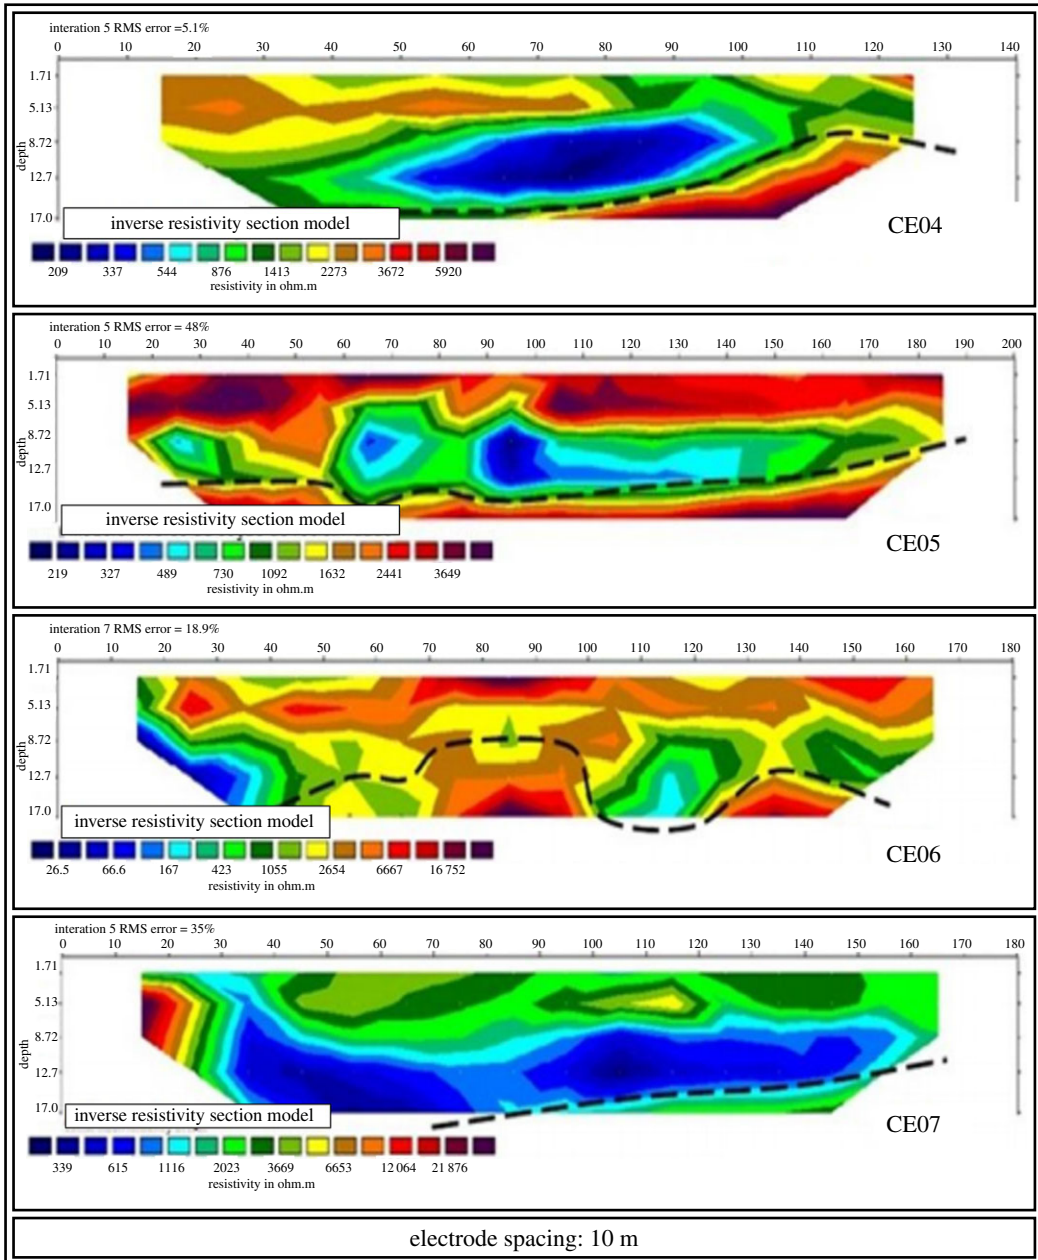 interation 5 RMS error =5.1%
0 10 20 30 40 50 60 70 80 90 100 110 120 130 140
1.71
5.13
8.72
12.7
17.0
depth
inverse resistivity section model
CE04
209 337 544 876 1413 2273 3672 5920
resistivity in ohm.m
interation 5 RMS error = 48%
0 10 20 30 40 50 60 70 80 90 100 110 120 130 140 150 160 170 180 190 200
1.71
5.13
8.72
12.7
17.0
depth
inverse resistivity section model
CE05
219 327 489 730 1092 1632 2441 3649
resistivity in ohm.m
interation 7 RMS error = 18.9%
0 10 20 30 40 50 60 70 80 90 100 110 120 130 140 150 160 180
1.71
5.13
8.72
12.7
17.0
depth
inverse resistivity section model
CE06
26.5 66.6 167 423 1055 2654 6667 16 752
resistivity in ohm.m
interation 5 RMS error = 35%
0 10 20 30 40 50 60 70 80 90 100 110 120 130 140 150 160 170 180
1.71
5.13
8.72
12.7
17.0
depth
inverse resistivity section model
CE07
339 615 1116 2023 3669 6653 12 064 21 876
resistivity in ohm.m
electrode spacing: 10 m